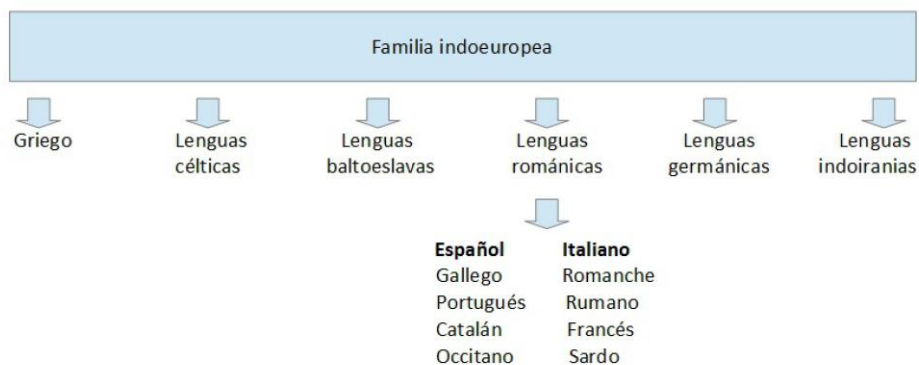 Familia indoeuropea
Griego
Lenguas célticas
Lenguas baltoeslavas
Lenguas románicas
Lenguas germánicas
Lenguas indoiranias
Español Italiano
Gallego Romanche
Portugués Rumano
Catalán Francés
Occitano Sardo